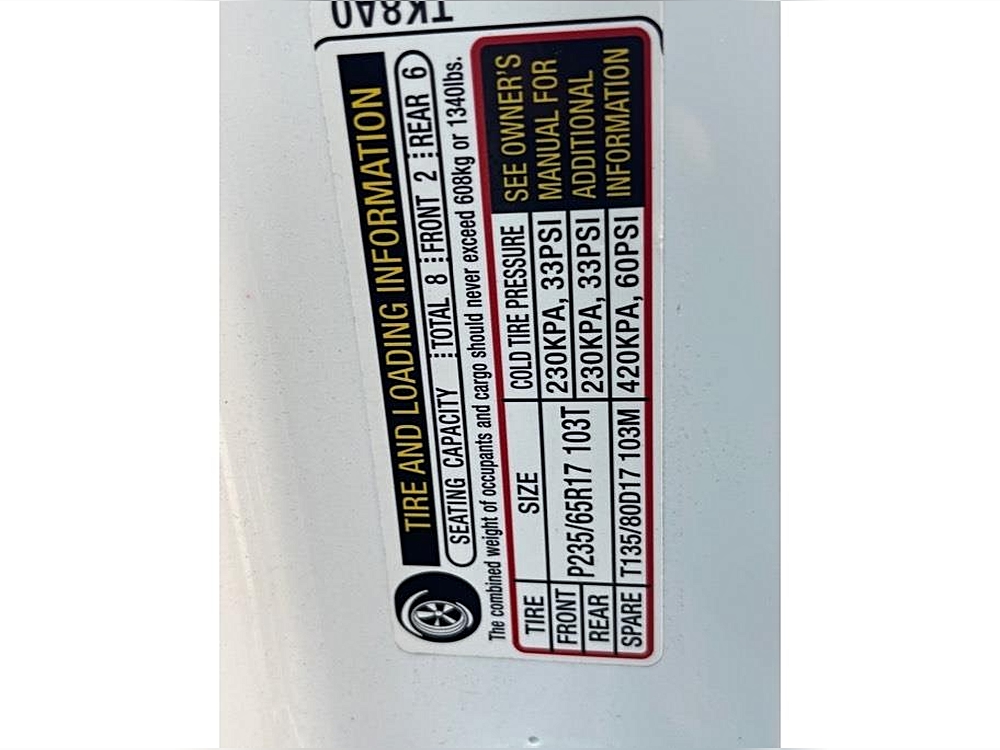 TK8A0
TIRE AND LOADING INFORMATION
SEATING CAPACITY TOTAL 8 FRONT 2 REAR 6
The combined weight of occupants and cargo should never exceed 608kg or 1340lbs.
TIRE SIZE COLD TIRE PRESSURE
FRONT P235/65R17 103T 230KPA, 33PSI
REAR 230KPA, 33PSI
SPARE T135/80D17 103M 420KPA, 60PSI
SEE OWNER'S
MANUAL FOR
ADDITIONAL
INFORMATION